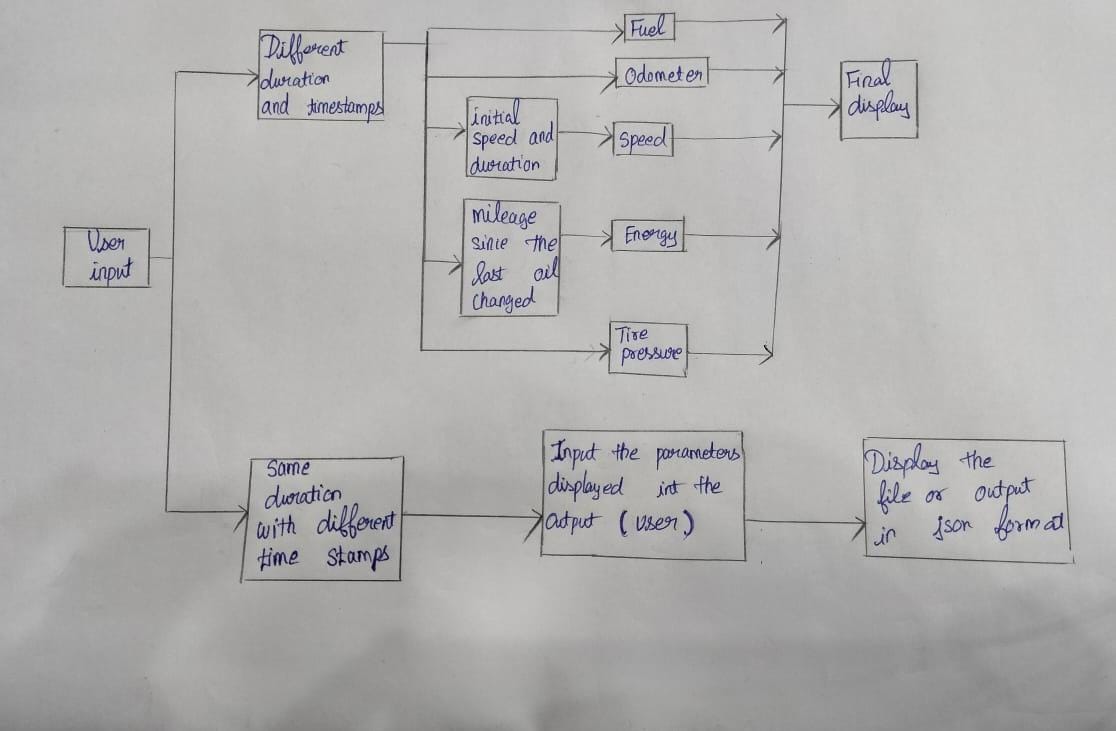 User
input
Different
duration
and timestamps
Fuel
Odometer
initial
speed and
duration
Speed
mileage
since the
last oil
changed
Energy
Tire
pressure
Final
display
Same
duration
with different
time stamps
Input the parameters
displayed int the
output (user)
Display the
file or output
in json format